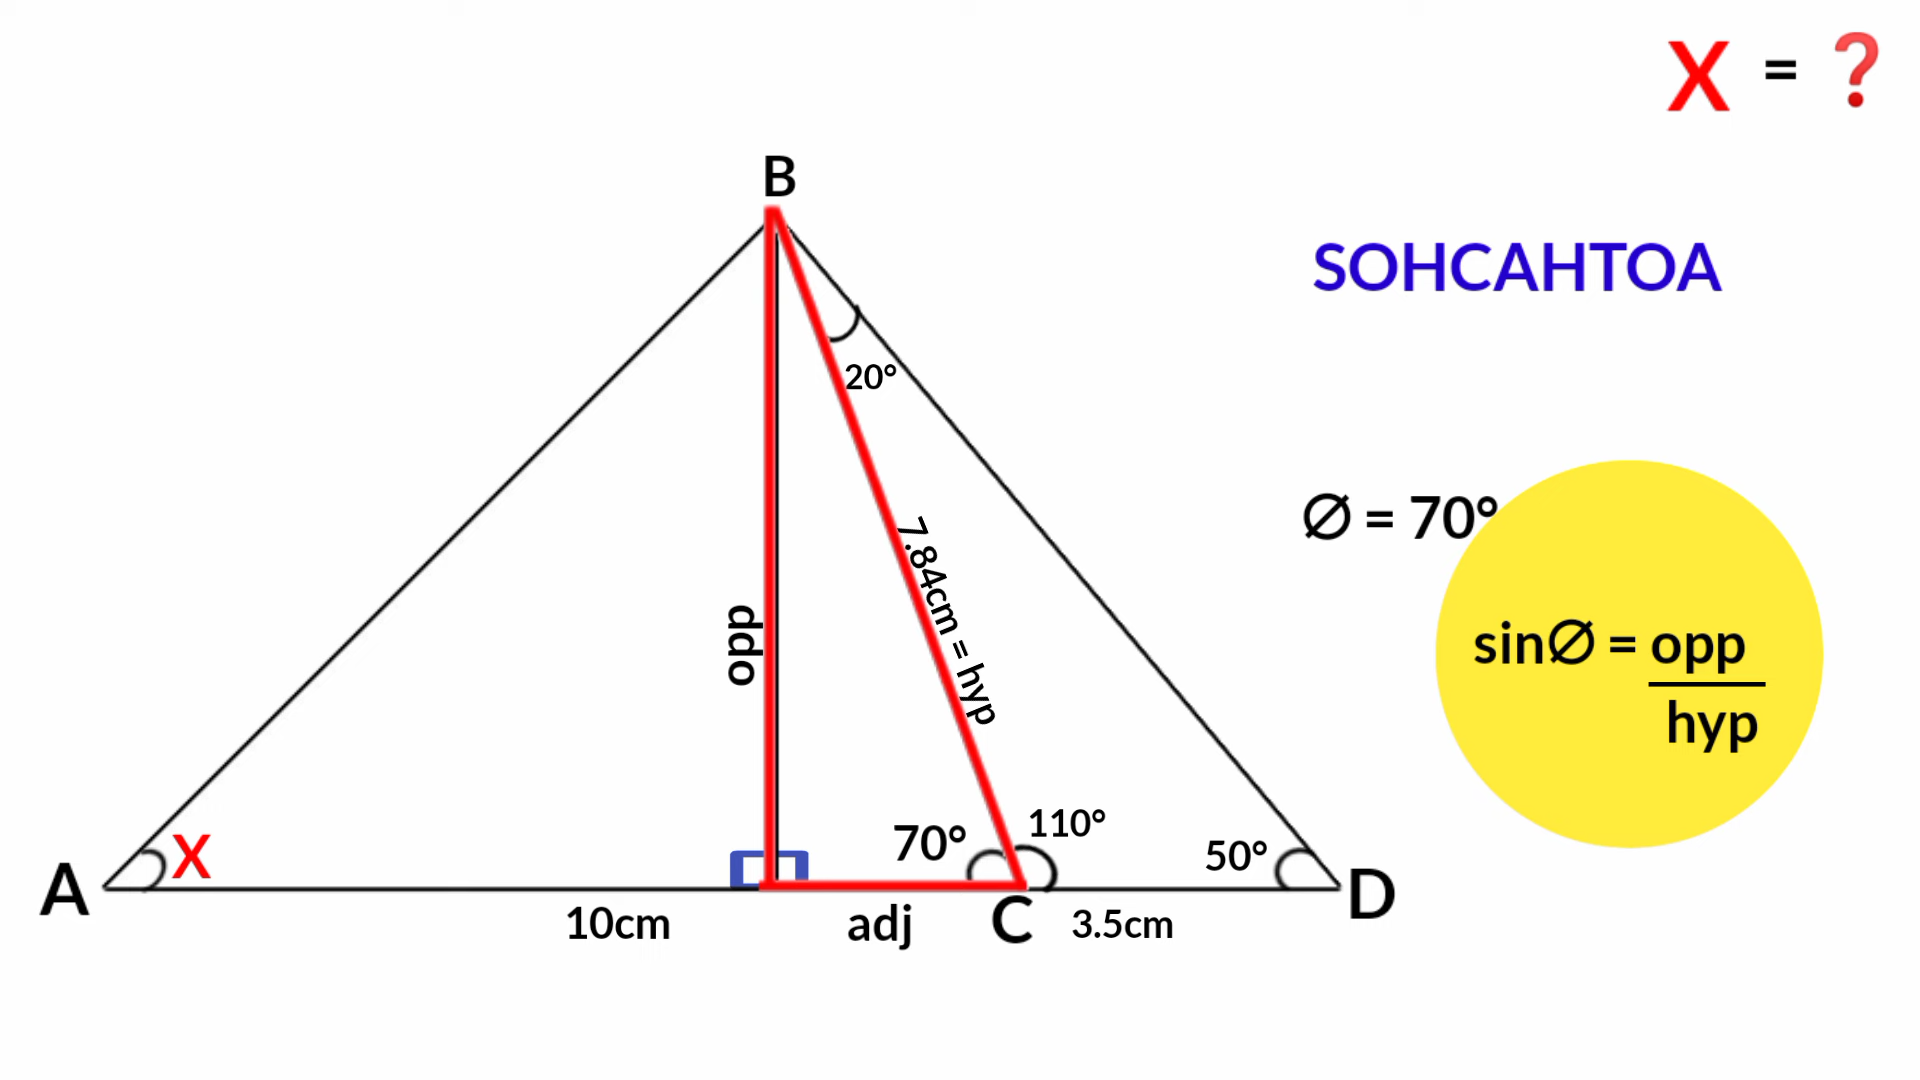 X = ?
B
SOHCAHTOA
20°
Ø = 70°
7.84cm = hyp
opp
sinØ = opp
hyp
A
X
70°
110°
50°
D
10cm
adj
C
3.5cm